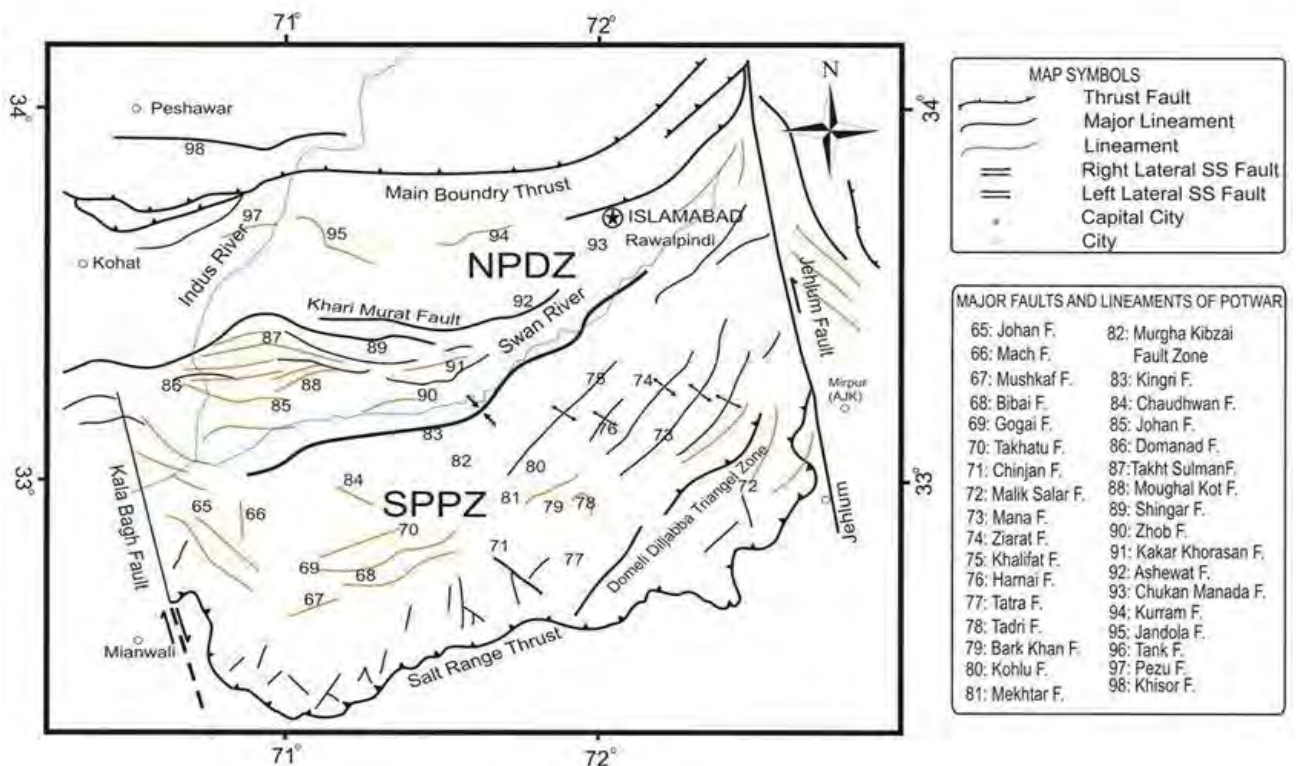 71°
72°
34°
34°
33°
33°
71°
72°
N
Peshawar
98
Main Boundry Thrust
97
95
94
93
ISLAMABAD
Rawalpindi
Kohat
Indus River
NPDZ
Khari Murat Fault
92
Swan River
Jehlum Fault
87
89
91
86
88
85
90
83
75
74
76
73
Mirpur
(AJK)
82
80
84
SPPZ
81
79
78
72
Domeli Diljabba Triangel Zone
Jehlum
Kala Bagh Fault
65
66
70
69
68
67
71
77
Mianwali
Salt Range Thrust
MAP SYMBOLS
Thrust Fault
Major Lineament
Lineament
Right Lateral SS Fault
Left Lateral SS Fault
Capital City
City
MAJOR FAULTS AND LINEAMENTS OF POTWAR
65: Johan F.
66: Mach F.
67: Mushkaf F.
68: Bibai F.
69: Gogai F.
70: Takhatu F.
71: Chinjan F.
72: Malik Salar F.
73: Mana F.
74: Ziarat F.
75: Khalifat F.
76: Harnai F.
77: Tatra F.
78: Tadri F.
79: Bark Khan F.
80: Kohlu F.
81: Mekhtar F.
82: Murgha Kibzai
Fault Zone
83: Kingri F.
84: Chaudhwan F.
85: Johan F.
86: Domanad F.
87: Takht SulmanF.
88: Moughal Kot F.
89: Shingar F.
90: Zhob F.
91: Kakar Khorasan F.
92: Ashewat F.
93: Chukan Manada F.
94: Kurram F.
95: Jandola F.
96: Tank F.
97: Pezu F.
98: Khisor F.